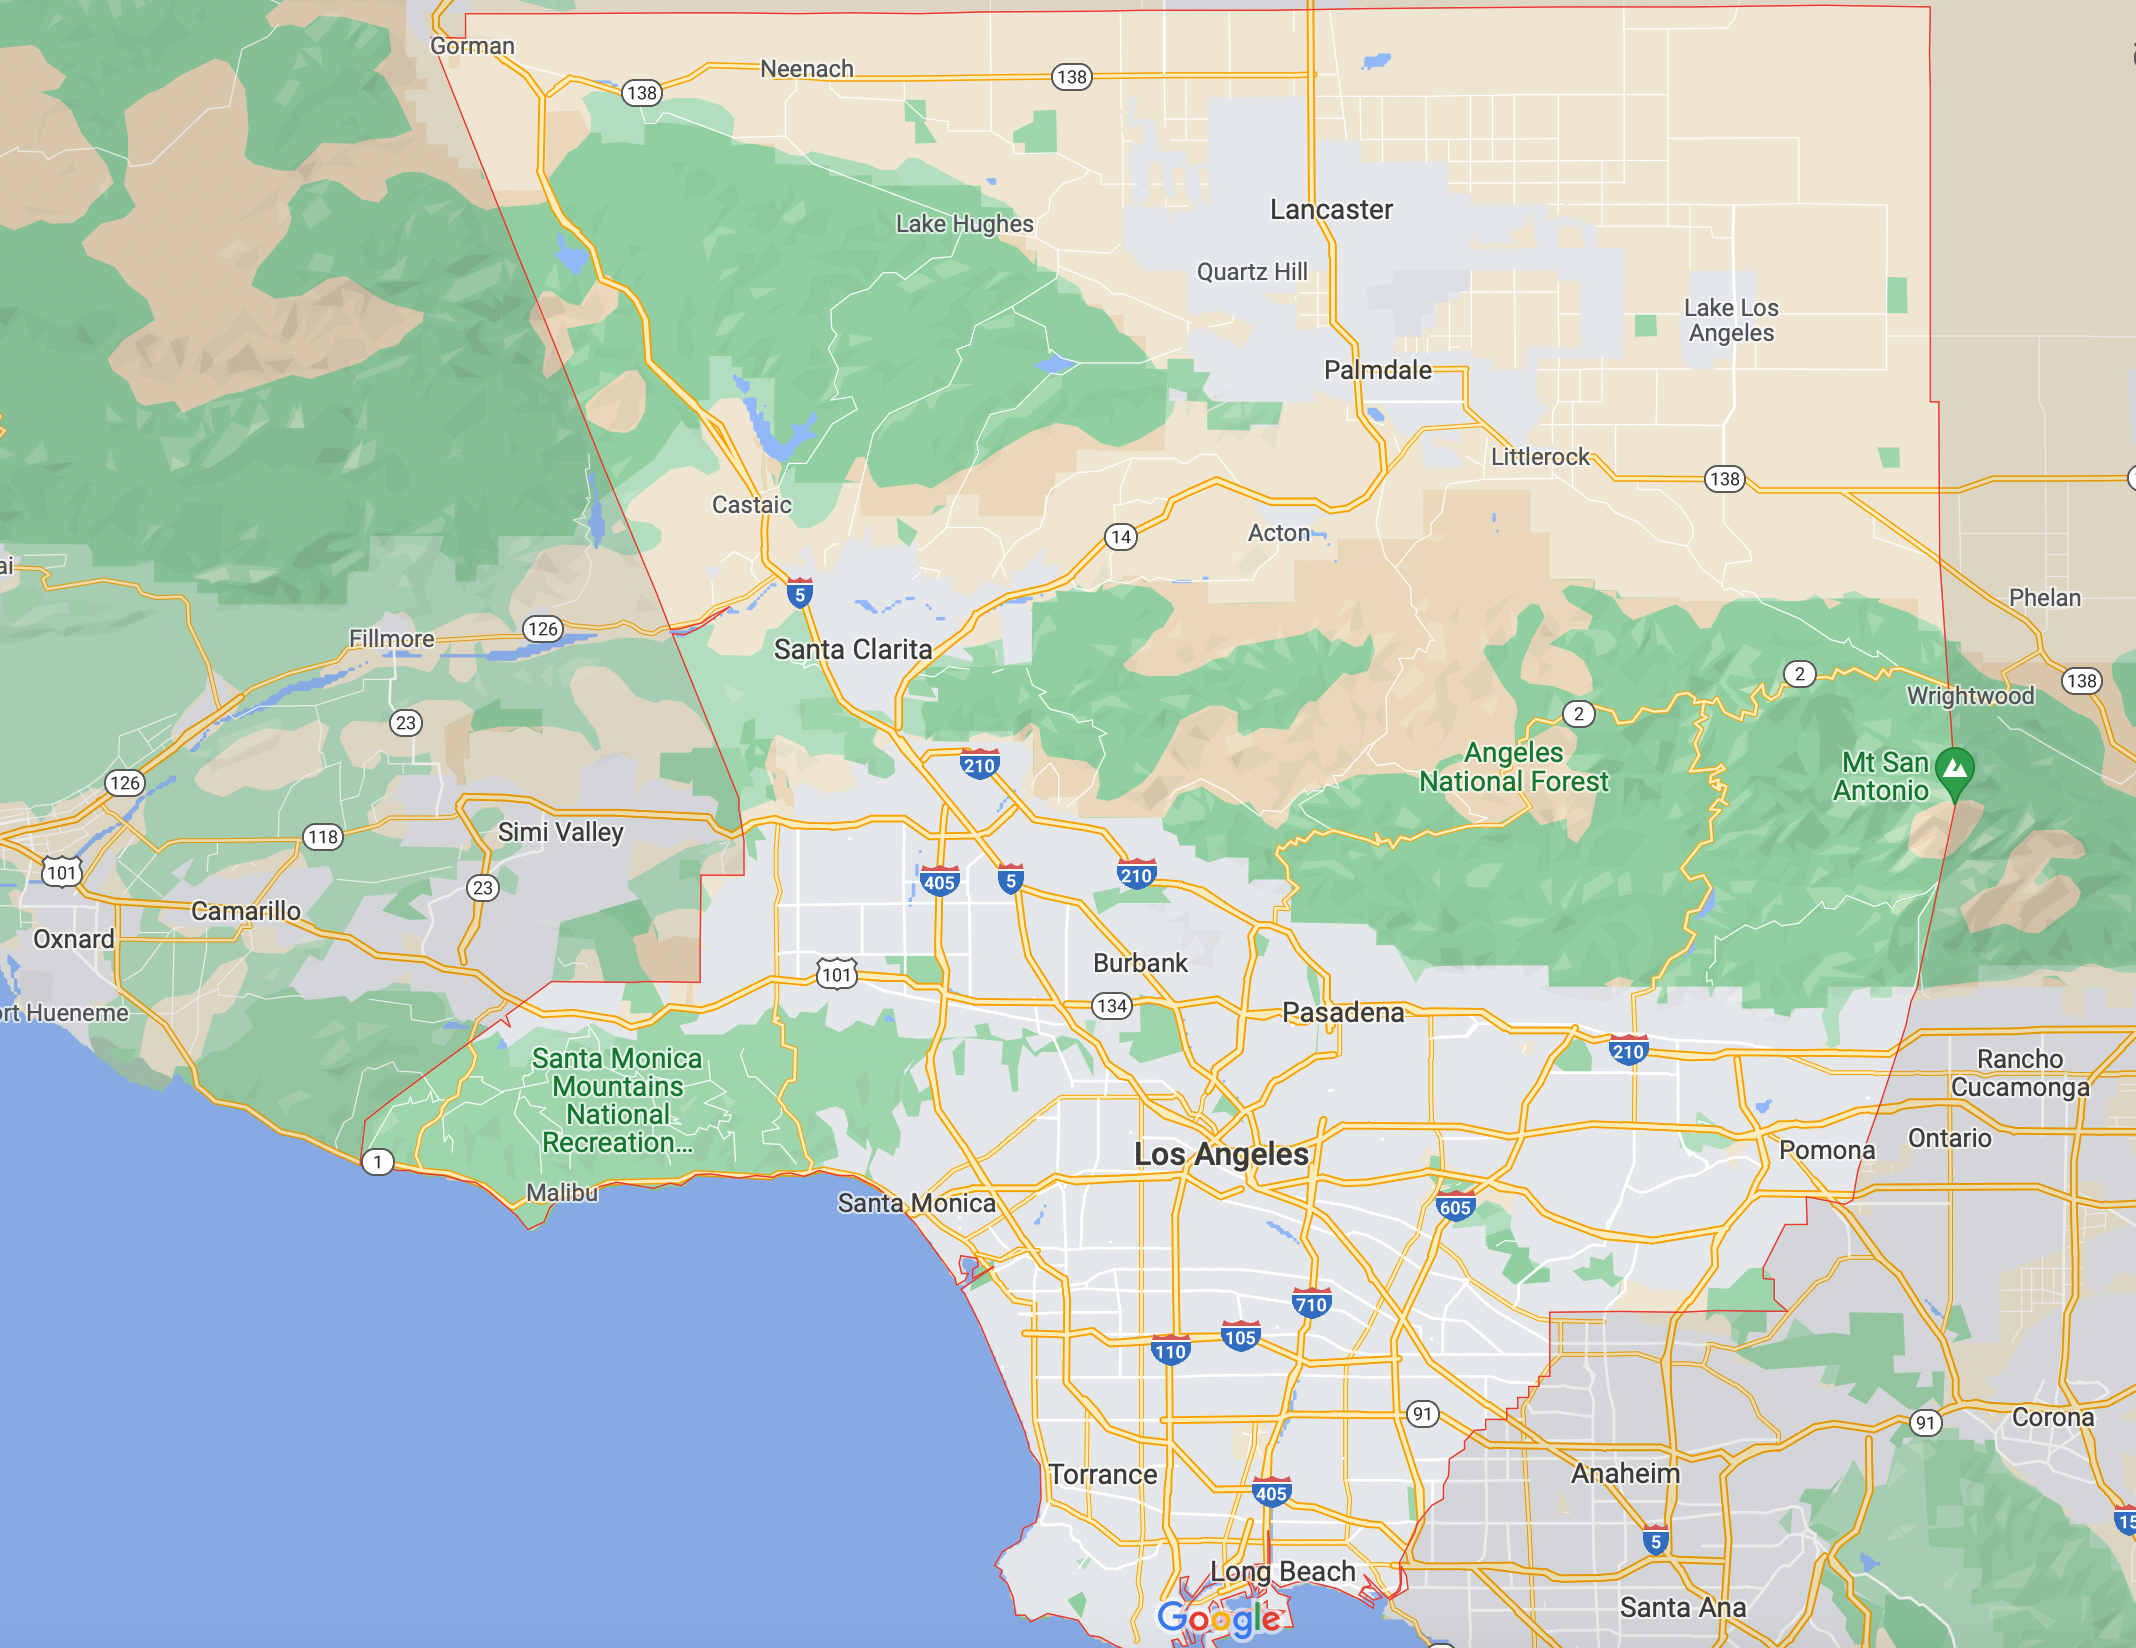 Gorman
Neenach
138
138
Lake Hughes
Lancaster
Quartz Hill
Lake Los
Angeles
Palmdale
Littlerock
138
Castaic
14
Acton
5
Phelan
Fillmore
126
Santa Clarita
2
Wrightwood
138
23
2
210
Angeles
National Forest
Mt San
Antonio
126
118
Simi Valley
101
23
405
5
210
Camarillo
Oxnard
Burbank
101
134
Pasadena
ort Hueneme
Santa Monica
Mountains
National
Recreation...
210
Rancho
Cucamonga
1
Malibu
Los Angeles
Pomona
Ontario
Santa Monica
605
710
105
110
91
91
Corona
Torrance
405
Anaheim
5
15
Long Beach
Santa Ana
Google